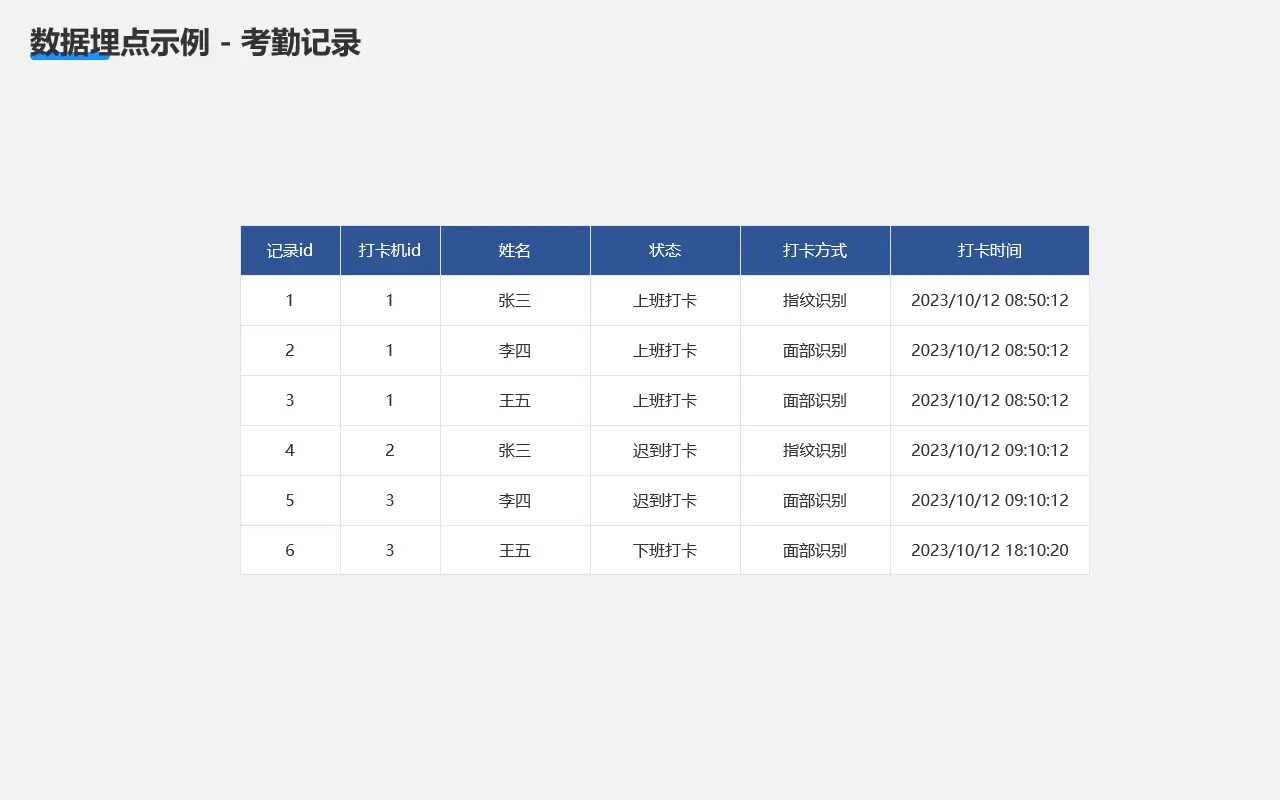 数据埋点示例 - 考勤记录
记录id 打卡机id 姓名 状态 打卡方式 打卡时间
1 1 张三 上班打卡 指纹识别 2023/10/12 08:50:12
2 1 李四 上班打卡 面部识别 2023/10/12 08:50:12
3 1 王五 上班打卡 面部识别 2023/10/12 08:50:12
4 2 张三 迟到打卡 指纹识别 2023/10/12 09:10:12
5 3 李四 迟到打卡 面部识别 2023/10/12 09:10:12
6 3 王五 下班打卡 面部识别 2023/10/12 18:10:20